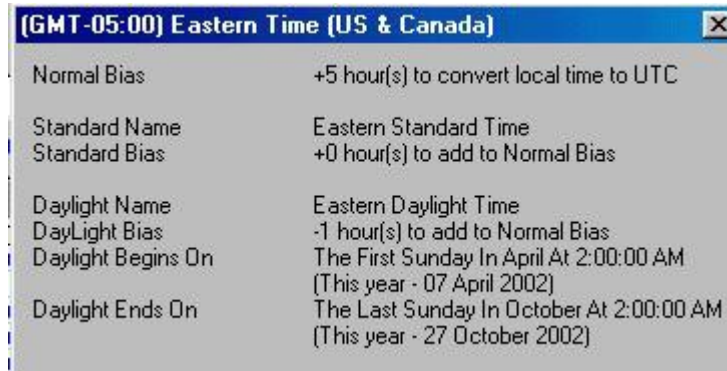 (GMT-05:00) Eastern Time (US & Canada)
Normal Bias +5 hour(s) to convert local time to UTC
Standard Name Eastern Standard Time
Standard Bias +0 hour(s) to add to Normal Bias
Daylight Name Eastern Daylight Time
DayLight Bias -1 hour(s) to add to Normal Bias
Daylight Begins On The First Sunday In April At 2:00:00 AM
(This year - 07 April 2002)
Daylight Ends On The Last Sunday In October At 2:00:00 AM
(This year - 27 October 2002)